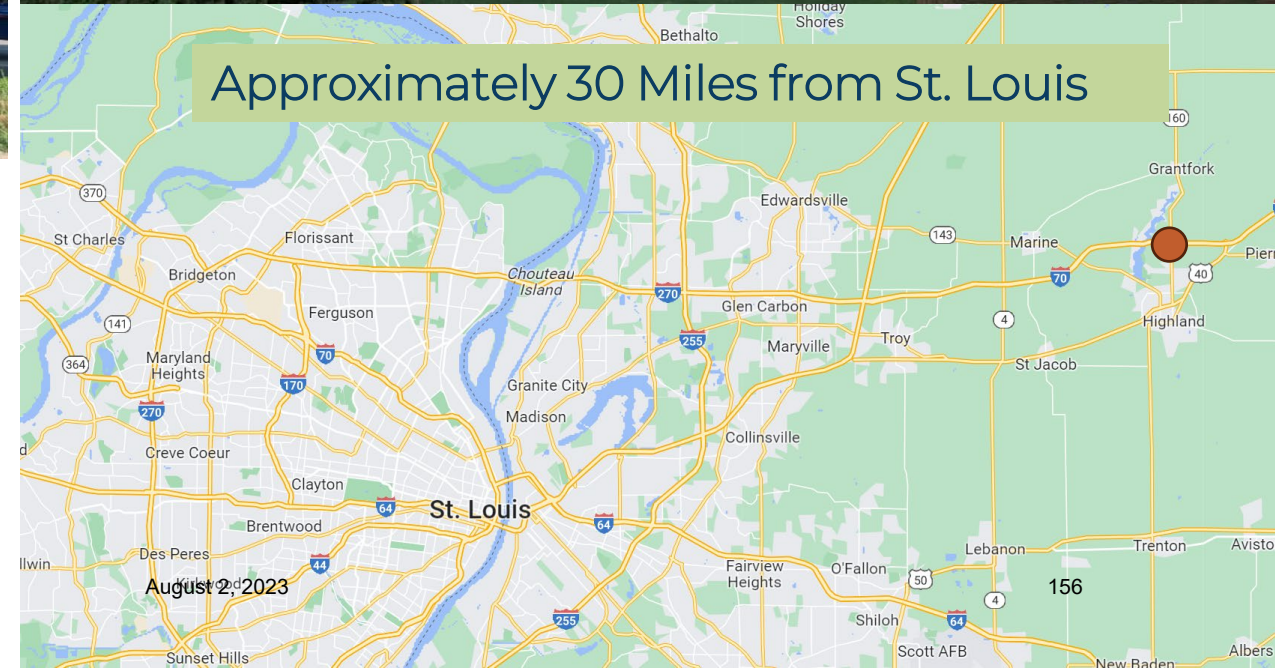 Holiday
Shores
Bethalto
Approximately 30 Miles from St. Louis
160
Grantfork
370
Edwardsville
St Charles
Florissant
143
Marine
Bridgeton
Chouteau
Island
70
40
270
Glen Carbon
Ferguson
141
4
Highland
255
Troy
Maryville
70
Maryland
Heights
364
St Jacob
170
Granite City
270
Madison
Collinsville
Creve Coeur
Clayton
64
St. Louis
64
Brentwood
Lebanon
Trenton
Des Peres
44
Fairview
Heights
O'Fallon
50
August 2, 2023
156
4
255
Shiloh
64
Scott AFB
Sunset Hills
New Baden
Albers